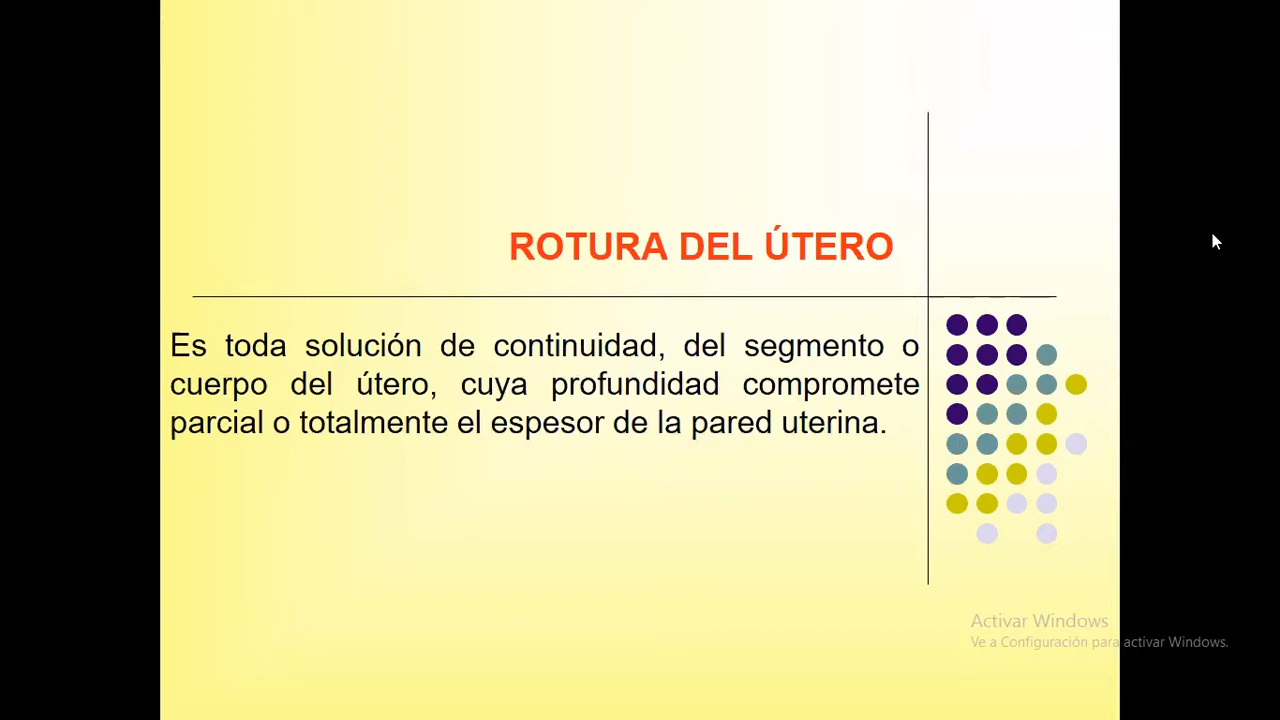 ROTURA DEL ÚTERO
Es toda solución de continuidad, del segmento o
cuerpo del útero, cuya profundidad compromete
parcial o totalmente el espesor de la pared uterina.
Activar Windows
Ve a Configuración para activar Windows.